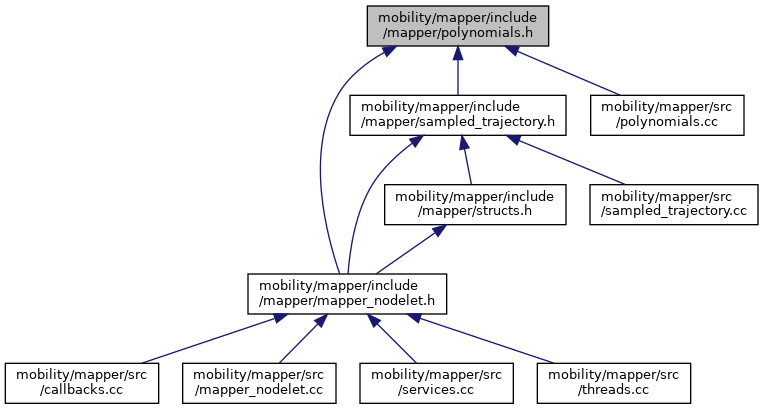 mobility/mapper/include
/mapper/polynomials.h
mobility/mapper/include
/mapper/sampled_trajectory.h
mobility/mapper/src
/polynomials.cc
mobility/mapper/include
/mapper/structs.h
mobility/mapper/src
/sampled_trajectory.cc
mobility/mapper/include
/mapper/mapper_nodelet.h
mobility/mapper/src
/callbacks.cc
mobility/mapper/src
/mapper_nodelet.cc
mobility/mapper/src
/services.cc
mobility/mapper/src
/threads.cc